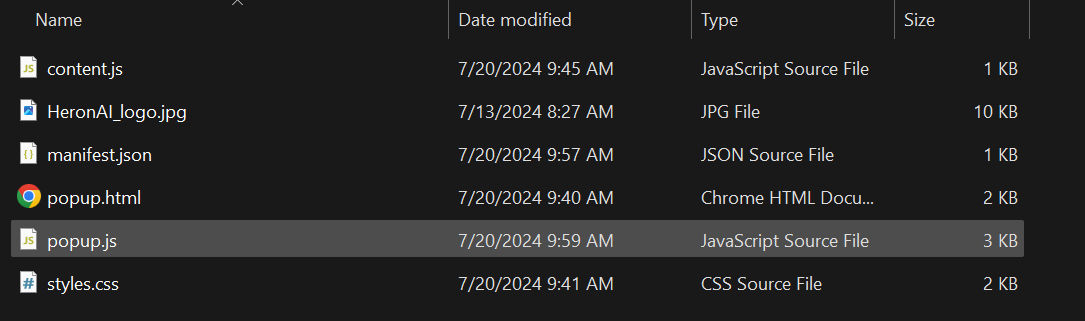 Name Date modified Type Size
content.js 7/20/2024 9:45 AM JavaScript Source File 1 KB
HeronAI_logo.jpg 7/13/2024 8:27 AM JPG File 10 KB
manifest.json 7/20/2024 9:57 AM JSON Source File 1 KB
popup.html 7/20/2024 9:40 AM Chrome HTML Docu... 2 KB
popup.js 7/20/2024 9:59 AM JavaScript Source File 3 KB
styles.css 7/20/2024 9:41 AM CSS Source File 2 KB